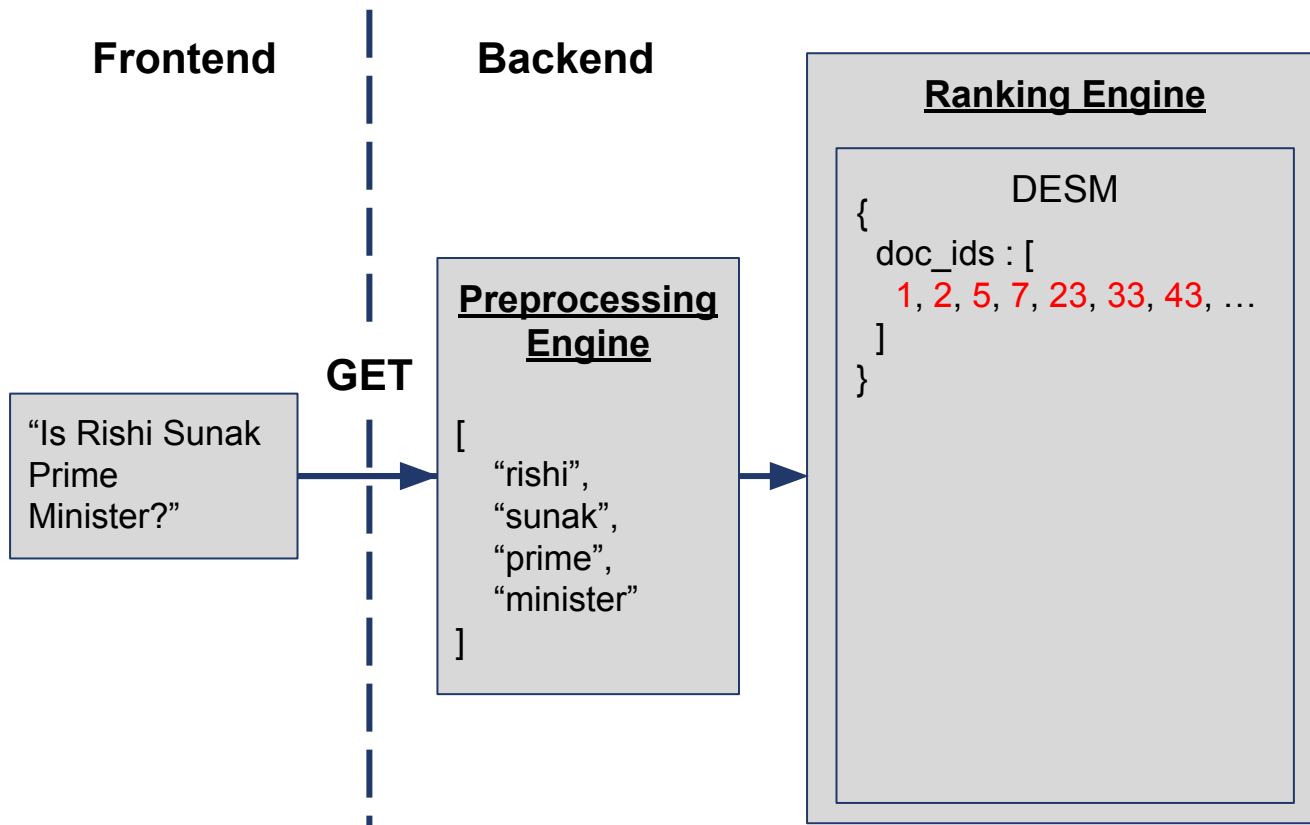 Frontend
Backend
GET
“Is Rishi Sunak
Prime
Minister?”
Preprocessing
Engine
[
“rishi”,
“sunak”,
“prime”,
“minister”
]
Ranking Engine
DESM
{
doc_ids : [
1, 2, 5, 7, 23, 33, 43, …
]
}